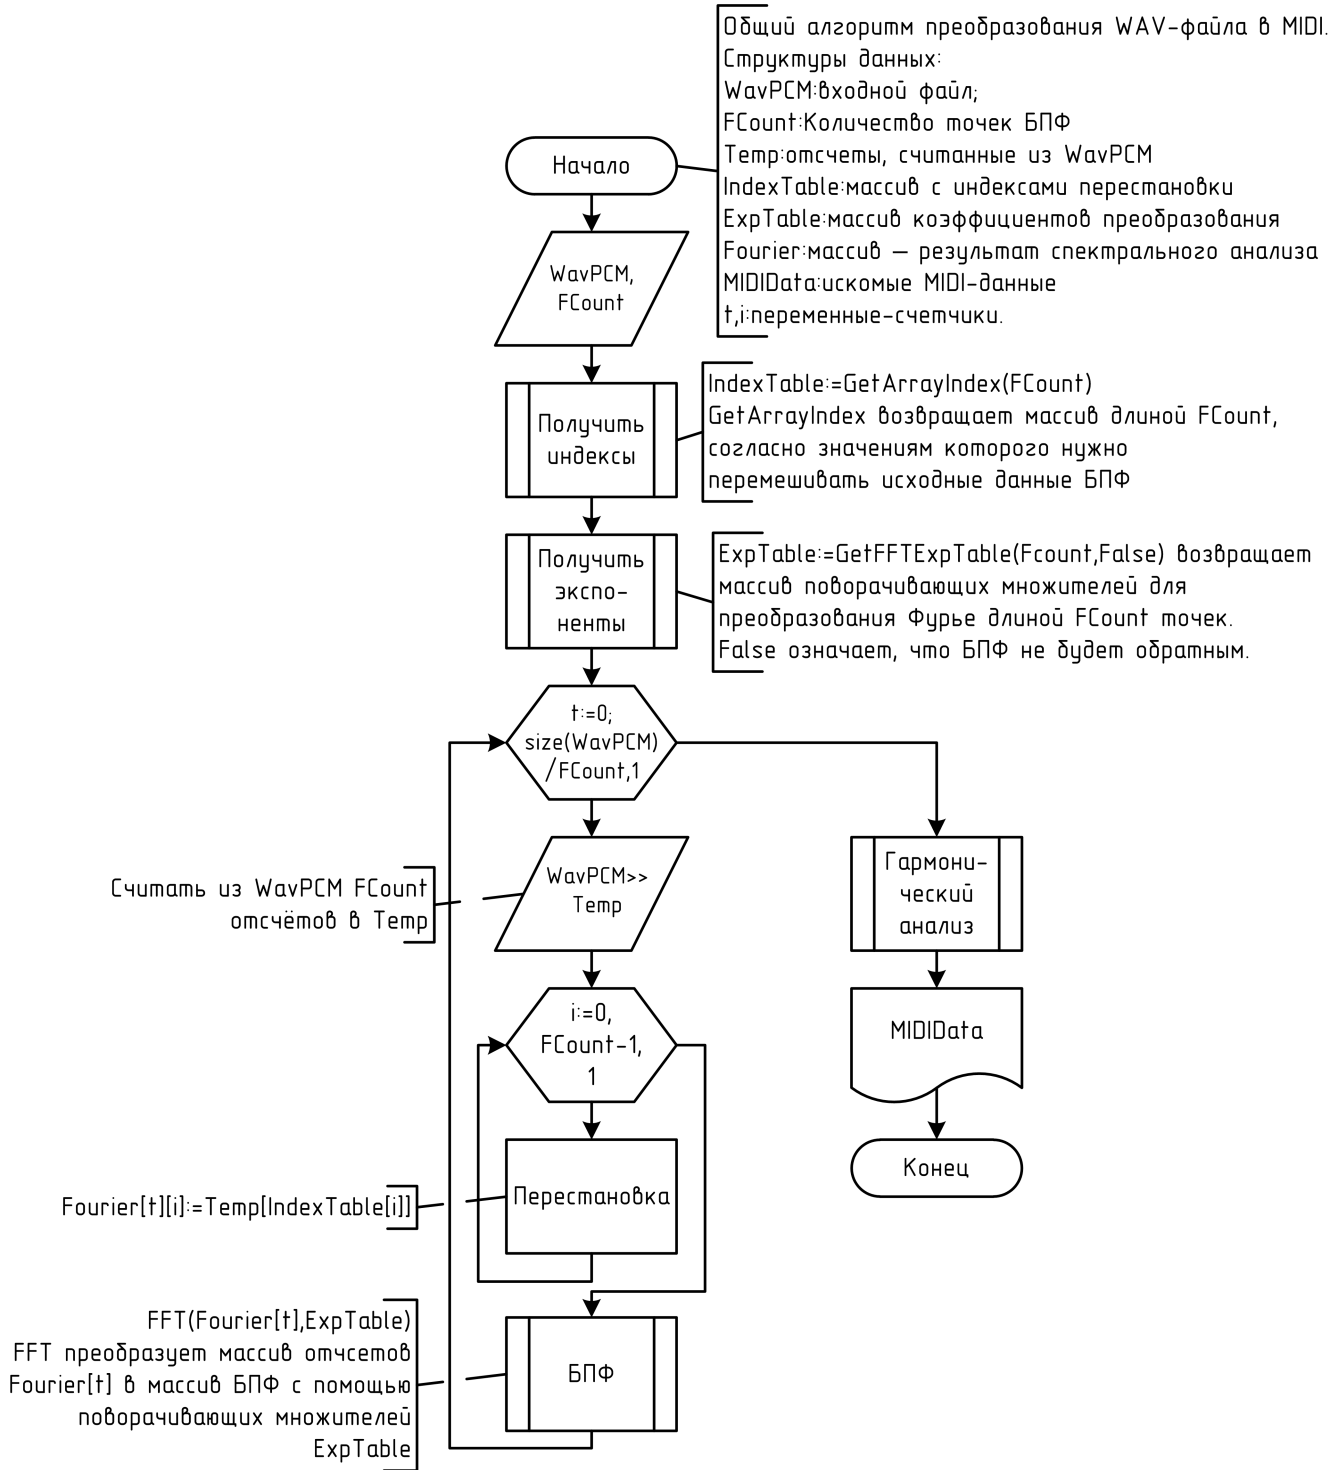 Общий алгоритм преобразования WAV-файла в MIDI.
Структуры данных:
WavPCM:входной файл;
FCount:Количество точек БПФ
Temp:отсчеты, считанные из WavPCM
IndexTable:массив с индексами перестановки
ExpTable:массив коэффициентов преобразования
Fourier:массив — результат спектрального анализа
MIDIData:искомые MIDI-данные
t,i:переменные-счетчики.
Начало
WavPCM,
FCount
Получить
индексы
IndexTable:=GetArrayIndex(FCount)
GetArrayIndex возвращает массив длиной FCount,
согласно значениям которого нужно
перемешивать исходные данные БПФ
Получить
экспо-
ненты
ExpTable:=GetFFTExpTable(Fcount,False) возвращает
массив поворачивающих множителей для
преобразования Фурье длиной FCount точек.
False означает, что БПФ не будет обратным.
t:=0;
size(WavPCM)
/FCount,1
Считать из WavPCM FCount
отсчётов в Temp
WavPCM>>
Temp
Гармони-
ческий
анализ
i:=0,
FCount-1,
1
MIDIData
Перестановка
Fourier[t][i]:=Temp[IndexTable[i]]
Конец
FFT(Fourier[t],ExpTable)
FFT преобразует массив отчсетов
Fourier[t] в массив БПФ с помощью
поворачивающих множителей
ExpTable
БПФ